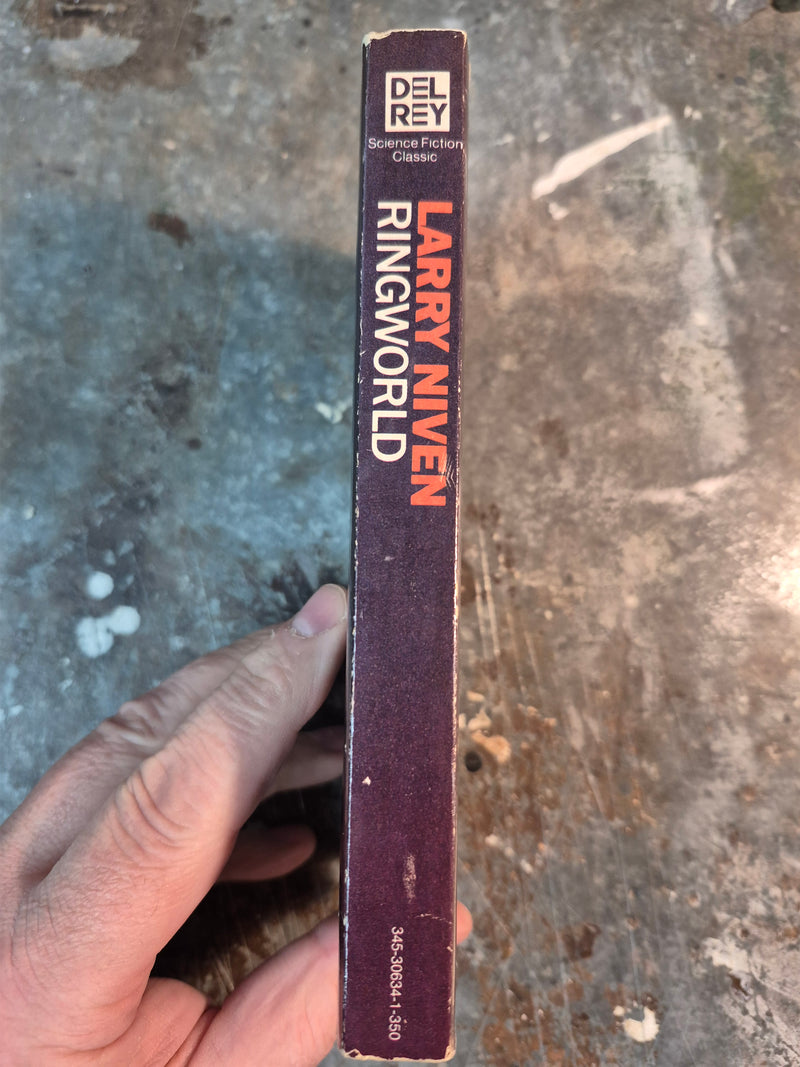 DEL
REY
Science Fiction
Classic
LARRY NIVEN
RINGWORLD
345-30634-1-350